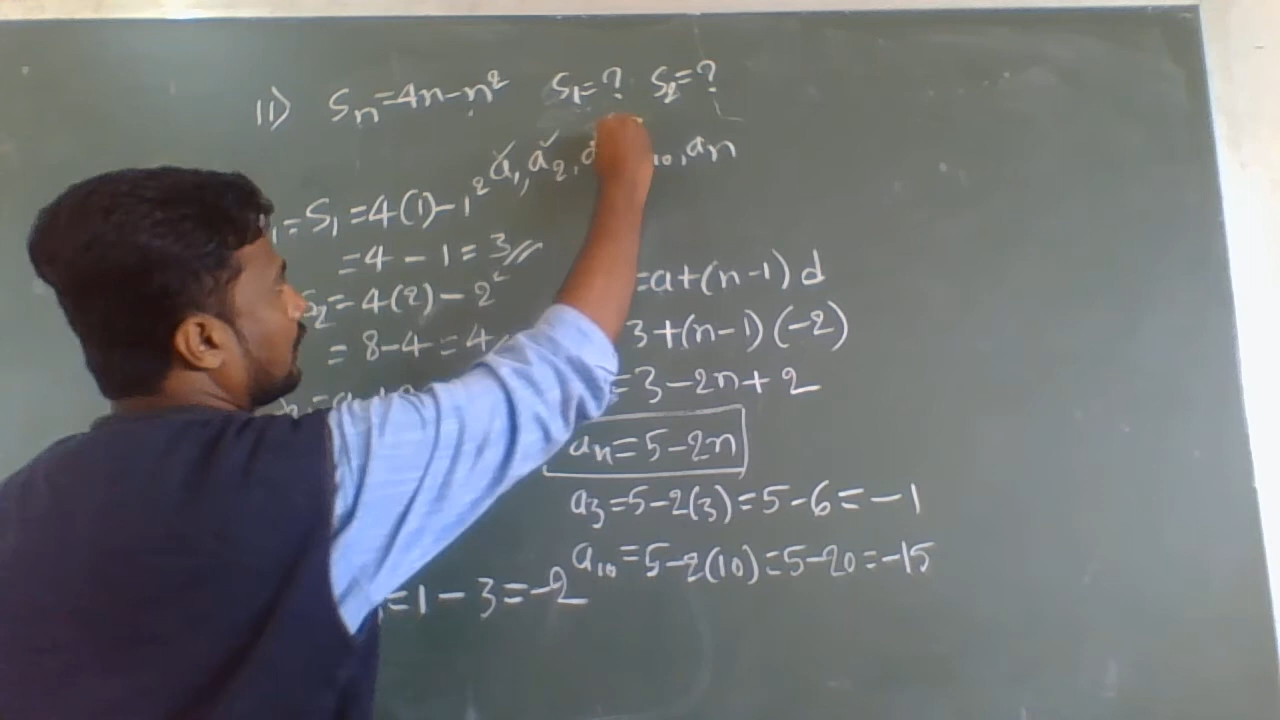 11) Sn=4n-n² S₁=? S₂=?
a₁, a₂, a₁₀, an
₁=S₁=4(1)-1²
=4-1=3
S₂=4(2)-2²
=8-4=4
=a+(n-1)d
3+(n-1)(-2)
=3-2n+2
an=5-2n
a₃=5-2(3)=5-6=-1
a₁₀=5-2(10)=5-20=-15
=1-3=-2